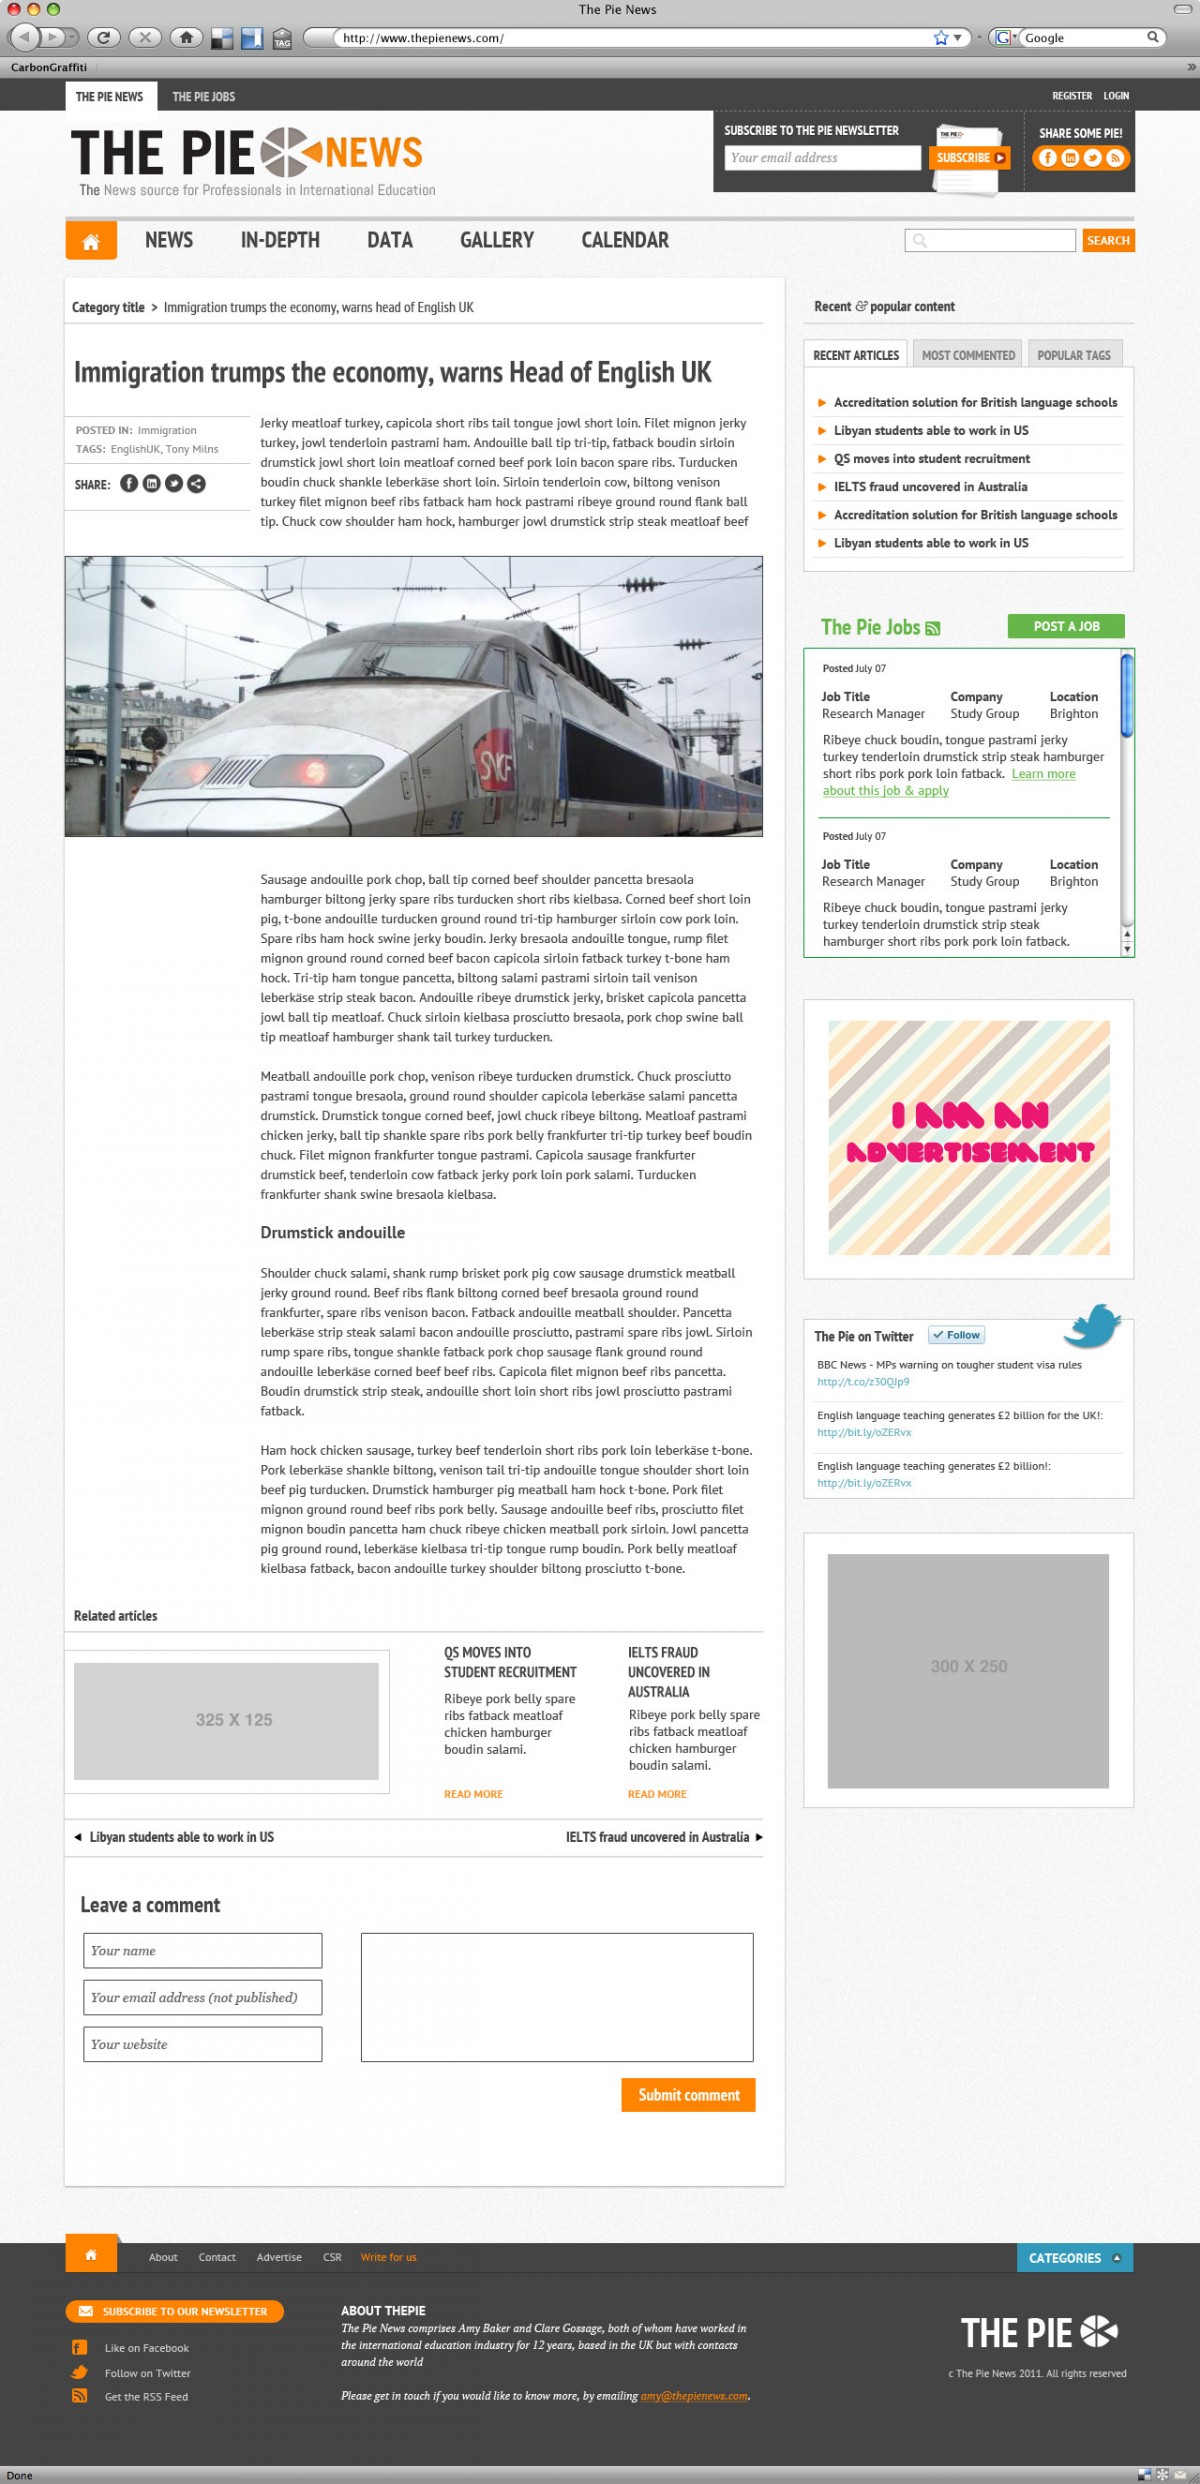 The Pie News
TAG
http://www.thepienews.com/
Google
CarbonGraffiti
THE PIE NEWS
THE PIE JOBS
REGISTER
LOGIN
THE PIE NEWS
The News source for Professionals in International Education
SUBSCRIBE TO THE PIE NEWSLETTER
Your email address
THE PIE
SUBSCRIBE
SHARE SOME PIE!
NEWS
IN-DEPTH
DATA
GALLERY
CALENDAR
SEARCH
Category title > Immigration trumps the economy, warns head of English UK
Immigration trumps the economy, warns Head of English UK
POSTED IN: Immigration
TAGS: EnglishUK, Tony Milns
SHARE:
Jerky meatloaf turkey, capicola short ribs tail tongue jowl short loin. Filet mignon jerky
turkey, jowl tenderloin pastrami ham. Andouille ball tip tri-tip, fatback boudin sirloin
drumstick jowl short loin meatloaf corned beef pork loin bacon spare ribs. Turducken
boudin chuck shankle leberkäse short loin. Sirloin tenderloin cow, biltong venison
turkey filet mignon beef ribs fatback ham hock pastrami ribeye ground round flank ball
tip. Chuck cow shoulder ham hock, hamburger jowl drumstick strip steak meatloaf beef
SNCF
56
Sausage andouille pork chop, ball tip corned beef shoulder pancetta bresaola
hamburger biltong jerky spare ribs turducken short ribs kielbasa. Corned beef short loin
pig, t-bone andouille turducken ground round tri-tip hamburger sirloin cow pork loin.
Spare ribs ham hock swine jerky boudin. Jerky bresaola andouille tongue, rump filet
mignon ground round corned beef bacon capicola sirloin fatback turkey t-bone ham
hock. Tri-tip ham tongue pancetta, biltong salami pastrami sirloin tail venison
leberkäse strip steak bacon. Andouille ribeye drumstick jerky, brisket capicola pancetta
jowl ball tip meatloaf. Chuck sirloin kielbasa prosciutto bresaola, pork chop swine ball
tip meatloaf hamburger shank tail turkey turducken.
Meatball andouille pork chop, venison ribeye turducken drumstick. Chuck prosciutto
pastrami tongue bresaola, ground round shoulder capicola leberkäse salami pancetta
drumstick. Drumstick tongue corned beef, jowl chuck ribeye biltong. Meatloaf pastrami
chicken jerky, ball tip shankle spare ribs pork belly frankfurter tri-tip turkey beef boudin
chuck. Filet mignon frankfurter tongue pastrami. Capicola sausage frankfurter
drumstick beef, tenderloin cow fatback jerky pork loin pork salami. Turducken
frankfurter shank swine bresaola kielbasa.
Drumstick andouille
Shoulder chuck salami, shank rump brisket pork pig cow sausage drumstick meatball
jerky ground round. Beef ribs flank biltong corned beef bresaola ground round
frankfurter, spare ribs venison bacon. Fatback andouille meatball shoulder. Pancetta
leberkäse strip steak salami bacon andouille prosciutto, pastrami spare ribs jowl. Sirloin
rump spare ribs, tongue shankle fatback pork chop sausage flank ground round
andouille leberkäse corned beef beef ribs. Capicola filet mignon beef ribs pancetta.
Boudin drumstick strip steak, andouille short loin short ribs jowl prosciutto pastrami
fatback.
Ham hock chicken sausage, turkey beef tenderloin short ribs pork loin leberkäse t-bone.
Pork leberkäse shankle biltong, venison tail tri-tip andouille tongue shoulder short loin
beef pig turducken. Drumstick hamburger pig meatball ham hock t-bone. Pork filet
mignon ground round beef ribs pork belly. Sausage andouille beef ribs, prosciutto filet
mignon boudin pancetta ham chuck ribeye chicken meatball pork sirloin. Jowl pancetta
pig ground round, leberkäse kielbasa tri-tip tongue rump boudin. Pork belly meatloaf
kielbasa fatback, bacon andouille turkey shoulder biltong prosciutto t-bone.
Related articles
325 X 125
QS MOVES INTO
STUDENT RECRUITMENT
Ribeye pork belly spare
ribs fatback meatloaf
chicken hamburger
boudin salami.
READ MORE
IELTS FRAUD
UNCOVERED IN
AUSTRALIA
Ribeye pork belly spare
ribs fatback meatloaf
chicken hamburger
boudin salami.
READ MORE
Libyan students able to work in US
IELTS fraud uncovered in Australia
Leave a comment
Your name
Your email address (not published)
Your website
Submit comment
Recent & popular content
RECENT ARTICLES
MOST COMMENTED
POPULAR TAGS
Accreditation solution for British language schools
Libyan students able to work in US
QS moves into student recruitment
IELTS fraud uncovered in Australia
Accreditation solution for British language schools
Libyan students able to work in US
The Pie Jobs
POST A JOB
Posted July 07
Job Title Company Location
Research Manager Study Group Brighton
Ribeye chuck boudin, tongue pastrami jerky
turkey tenderloin drumstick strip steak hamburger
short ribs pork pork loin fatback. Learn more
about this job & apply
Posted July 07
Job Title Company Location
Research Manager Study Group Brighton
Ribeye chuck boudin, tongue pastrami jerky
turkey tenderloin drumstick strip steak
hamburger short ribs pork pork loin fatback.
I AM AN
ADVERTISEMENT
The Pie on Twitter
Follow
BBC News - MPs warning on tougher student visa rules
http://t.co/z30QJp9
English language teaching generates £2 billion for the UK!:
http://bit.ly/oZERvx
English language teaching generates £2 billion!:
http://bit.ly/oZERvx
300 X 250
About
Contact
Advertise
CSR
Write for us
CATEGORIES
SUBSCRIBE TO OUR NEWSLETTER
Like on Facebook
Follow on Twitter
Get the RSS Feed
ABOUT THEPIE
The Pie News comprises Amy Baker and Clare Gossage, both of whom have worked in
the international education industry for 12 years, based in the UK but with contacts
around the world
Please get in touch if you would like to know more, by emailing amy@thepienews.com.
THE PIE
c The Pie News 2011. All rights reserved
Done